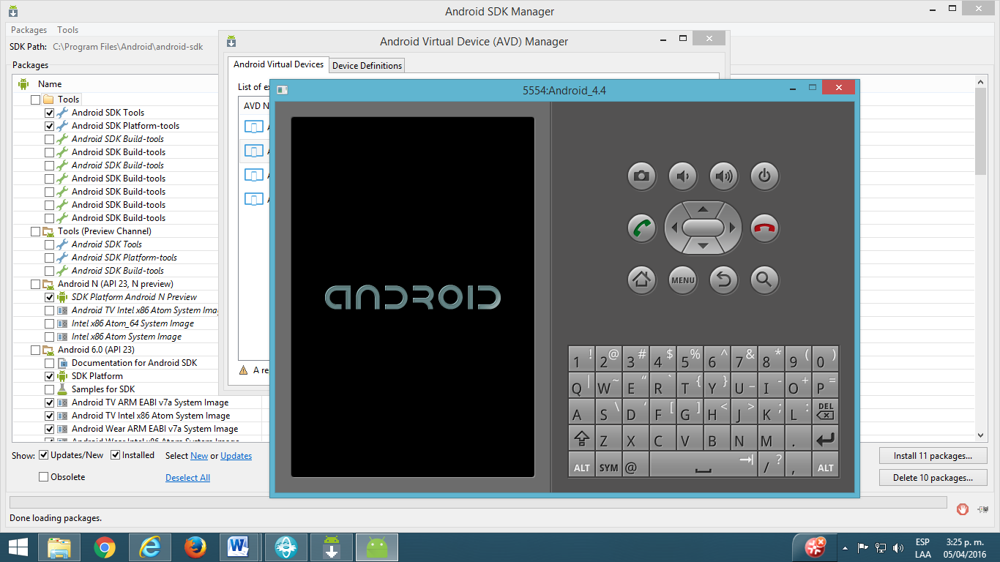 Android SDK Manager
Packages Tools
SDK Path: C:\Program Files\Android\android-sdk
Packages
Name
Tools
Android SDK Tools
Android SDK Platform-tools
Android SDK Build-tools
Android SDK Build-tools
Android SDK Build-tools
Android SDK Build-tools
Android SDK Build-tools
Android SDK Build-tools
Android SDK Build-tools
Tools (Preview Channel)
Android SDK Tools
Android SDK Platform-tools
Android SDK Build-tools
Android N (API 23, N preview)
SDK Platform Android N Preview
Android TV Intel x86 Atom System
Intel x86 Atom_64 System Image
Intel x86 Atom System Image
Android 6.0 (API 23)
Documentation for Android SDK
SDK Platform
Samples for SDK
Android TV ARM EABI v7a System Image
Android TV Intel x86 Atom System Image
Android Wear ARM EABI v7a System Image
Android Wear Intel x86 Atom System Image
Show: Updates/New Installed Select New or Updates
Obsolete Deselect All
Install 11 packages...
Delete 10 packages...
Done loading packages.
Android Virtual Device (AVD) Manager
Android Virtual Devices Device Definitions
List of
AVD N
A re
5554:Android_4.4
ANDROID
MENU
1 ! 2 @ 3 # 4 $ 5 % 6 ^ 7 & 8 * 9 ( 0 )
Q | W ~ E “ R ` T { Y } U _ I - O + P =
A S \ D ' F [ G ] H < J > K ; L : DEL
Z X C V B N M .
ALT SYM @ / ? , ALT
ESP 3:25 p. m.
LAA 05/04/2016